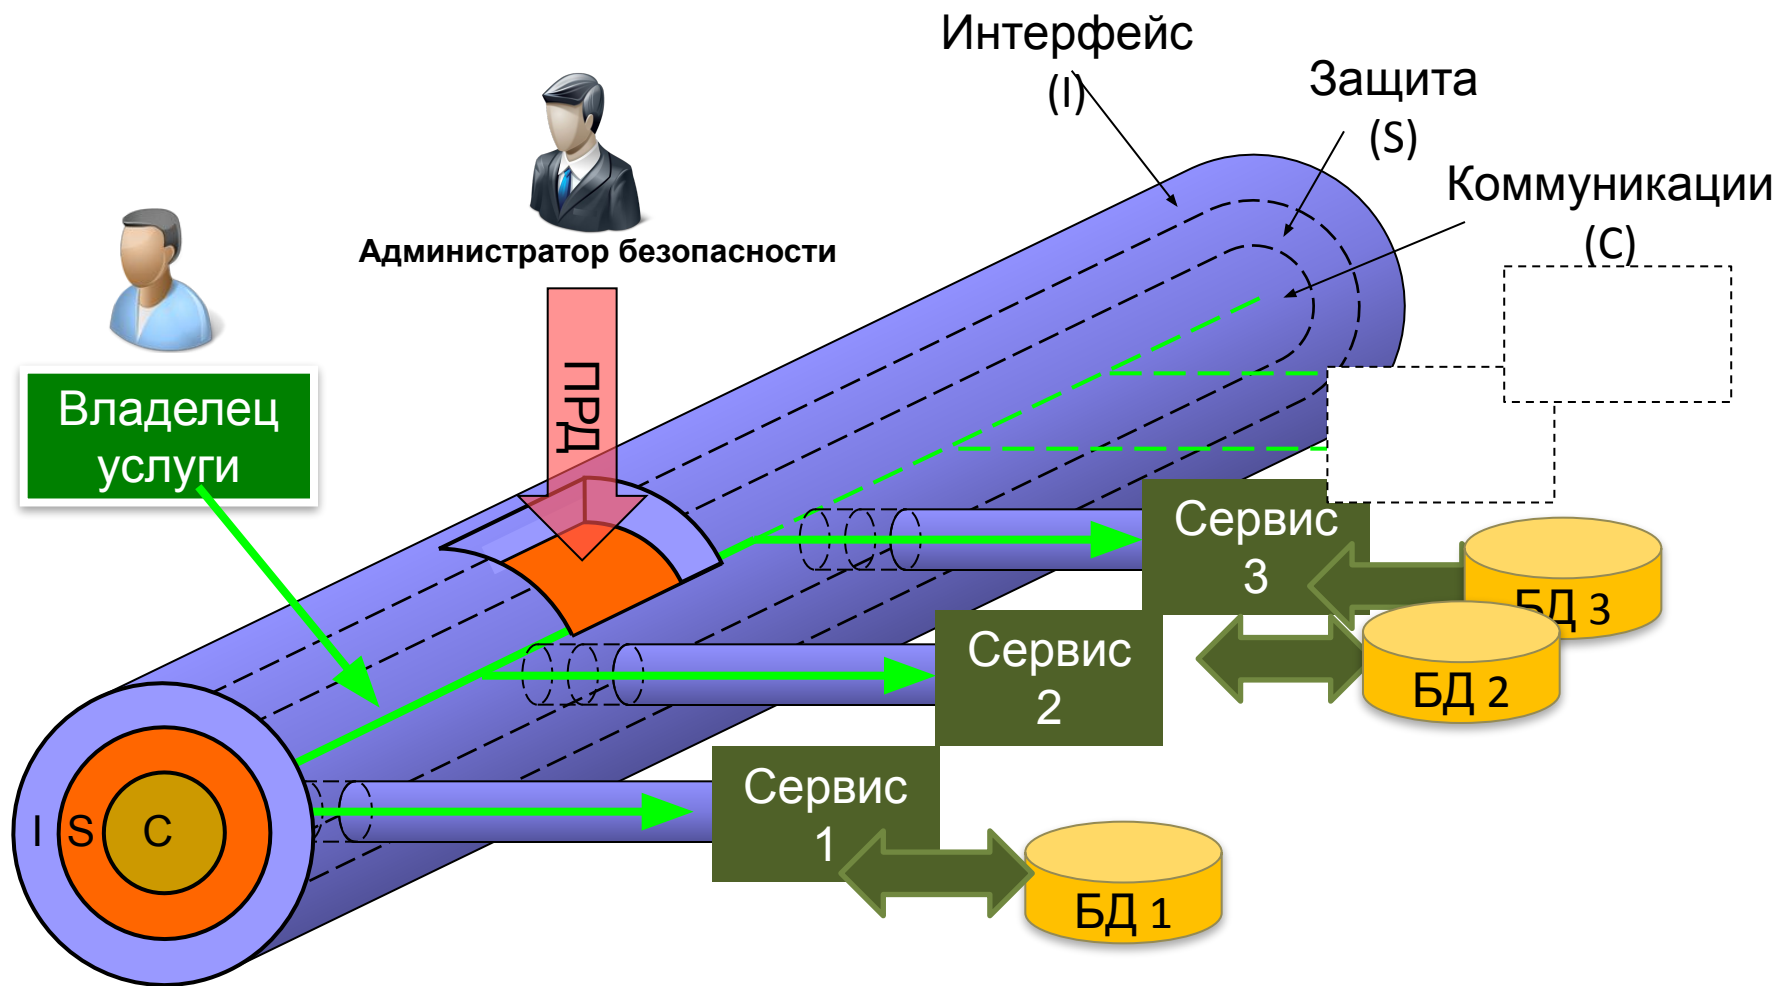 Интерфейс
(I)
Защита
(S)
Коммуникации
(C)
Администратор безопасности
ПРД
Владелец
услуги
Сервис
3
БД 3
Сервис
2
БД 2
Сервис
1
БД 1
I S C